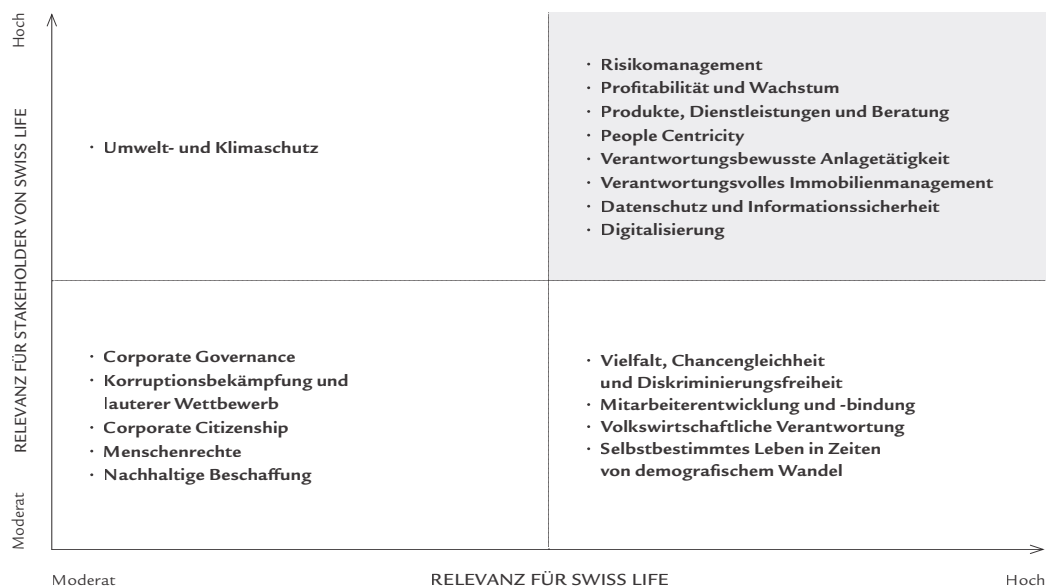 Hoch
RELEVANZ FÜR STAKEHOLDER VON SWISS LIFE
Moderat
· Umwelt- und Klimaschutz
· Risikomanagement
· Profitabilität und Wachstum
· Produkte, Dienstleistungen und Beratung
· People Centricity
· Verantwortungsbewusste Anlagetätigkeit
· Verantwortungsvolles Immobilienmanagement
· Datenschutz und Informationssicherheit
· Digitalisierung
· Corporate Governance
· Korruptionsbekämpfung und
lauterer Wettbewerb
· Corporate Citizenship
· Menschenrechte
· Nachhaltige Beschaffung
· Vielfalt, Chancengleichheit
und Diskriminierungsfreiheit
· Mitarbeiterentwicklung und -bindung
· Volkswirtschaftliche Verantwortung
· Selbstbestimmtes Leben in Zeiten
von demografischem Wandel
Moderat
RELEVANZ FÜR SWISS LIFE
Hoch